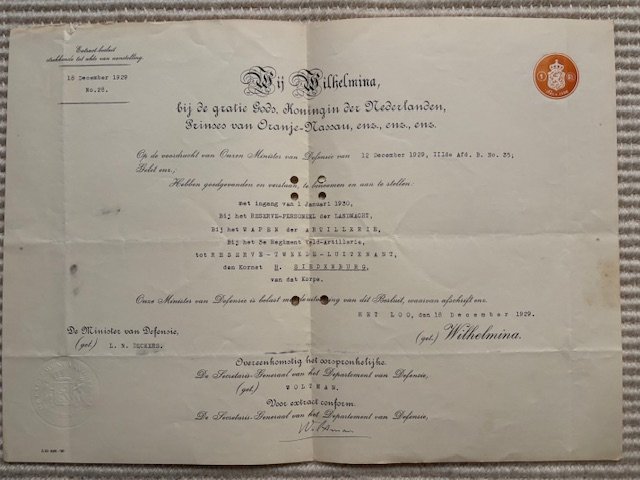 Extract-besluit
strekkende tot akte van aanstelling.
18 December 1929
No.28.
Wij Wilhelmina,
bij de gratie Gods, Koningin der Nederlanden,
Prinses van Oranje-Nassau, enz., enz., enz.
Op de voordracht van Onzen Minister van Defensie van 12 December 1929, IIIde Afd. B. No. 35;
Gelet enz.;
Hebben goedgevonden en verstaan, te benoemen en aan te stellen:
met ingang van 1 Januari 1930,
Bij het RESERVE-PERSONEEL der LANDMACHT,
Bij het WAPEN der ARTILLERIE,
Bij het 3e Regiment Veld-Artillerie,
tot RESERVE-TWEEDE-LUITENANT,
den Kornet H. BIEDENBURG,
van dat Korps.
Onze Minister van Defensie is belast met de uitvoering van dit Besluit, waarvan afschrift enz.
HET LOO, den 18 December 1929.
De Minister van Defensie,
(get.) Wilhelmina.
(get.) L. N. DECKERS.
Overeenkomstig het oorspronkelijke.
De Secretaris-Generaal van het Departement van Defensie,
(get.) WOLTMAN.
Voor extract conform.
De Secretaris-Generaal van het Departement van Defensie,
Woltman